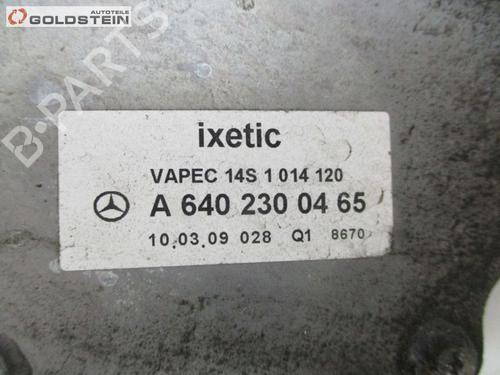 AUTOTEILE
GOLDSTEIN
B-PARTS
ixetic
VAPEC 14S 1 014 120
A 640 230 04 65
10.03.09 028 Q1 8670